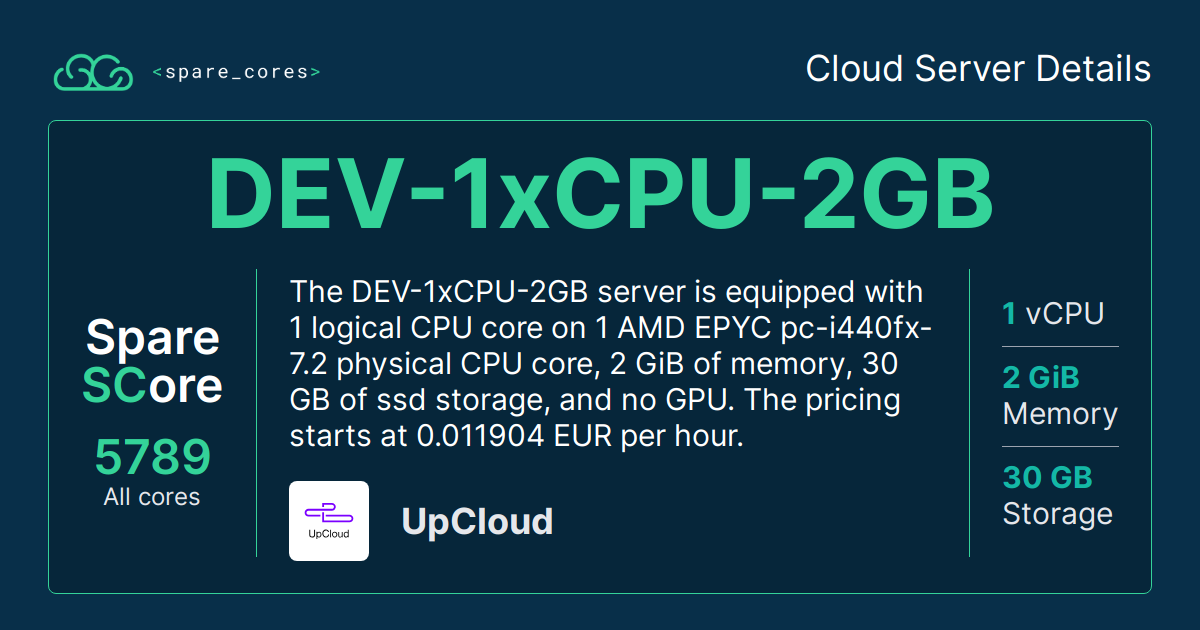 <spare_cores>
Cloud Server Details
DEV-1xCPU-2GB
Spare
SCore
5789
All cores
The DEV-1xCPU-2GB server is equipped with
1 logical CPU core on 1 AMD EPYC pc-i440fx-
7.2 physical CPU core, 2 GiB of memory, 30
GB of ssd storage, and no GPU. The pricing
starts at 0.011904 EUR per hour.
UpCloud
UpCloud
1 vCPU
2 GiB
Memory
30 GB
Storage